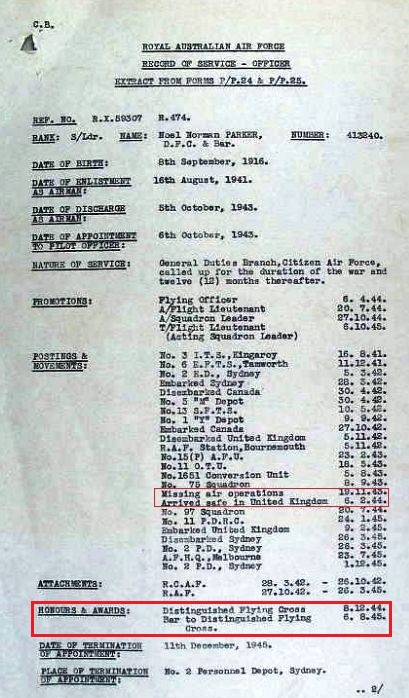 C.B.
ROYAL AUSTRALIAN AIR FORCE
RECORD OF SERVICE - OFFICER
EXTRACT FROM FORMS P/P.24 & P/P.25.
REF. NO. R.X.59307 R.474.
RANK: S/Ldr. NAME: Noel Norman PARKER, NUMBER: 413240.
D.F.C. & Bar.
DATE OF BIRTH: 8th September, 1916.
DATE OF ENLISTMENT 16th August, 1941.
AS AIRMAN:
DATE OF DISCHARGE 5th October, 1943.
AS AIRMAN:
DATE OF APPOINTMENT 6th October, 1943.
TO PILOT OFFICER:
NATURE OF SERVICE: General Duties Branch, Citizen Air Force,
called up for the duration of the war and
twelve (12) months thereafter.
PROMOTIONS: Flying Officer 6. 4.44.
A/Flight Lieutenant 20. 7.44.
A/Squadron Leader 27.10.44.
T/Flight Lieutenant 6.10.45.
(Acting Squadron Leader)
POSTINGS & No. 3 I.T.S., Kingaroy 16. 8.41.
MOVEMENTS: No. 6 E.F.T.S., Tamworth 11.12.41.
No. 2 E.D., Sydney 5. 3.42.
Embarked Sydney 28. 3.42.
Disembarked Canada 30. 4.42.
No. 3 "M" Depot 30. 4.42.
No.13 S.F.T.S. 10. 5.42.
No. 1 "Y" Depot 9. 9.42.
Embarked Canada 27.10.42.
Disembarked United Kingdom 5.11.42.
R.A.F. Station, Bournemouth 5.11.42.
No.15(P) A.F.U. 23. 2.43.
No.11 O.T.U. 18. 5.43.
No.1651 Conversion Unit 5. 8.43.
No. 75 Squadron 8. 9.43.
Missing air operations 19.11.43.
Arrived safe in United Kingdom 6. 2.44.
No. 97 Squadron 20. 7.44.
No. 11 P.D.R.C. 24. 1.45.
Embarked United Kingdom 9. 2.45.
Disembarked Sydney 26. 3.45.
No. 2 P.D., Sydney 26. 3.45.
A.F.H.Q., Melbourne 23. 7.45.
No. 2 P.D., Sydney 1.12.45.
ATTACHMENTS: R.C.A.F. 28. 3.42. - 26.10.42.
R.A.F. 27.10.42. - 26. 3.45.
HONOURS & AWARDS: Distinguished Flying Cross 8.12.44.
Bar to Distinguished Flying 6. 8.45.
Cross.
DATE OF TERMINATION 11th December, 1945.
OF APPOINTMENT:
PLACE OF TERMINATION No. 2 Personnel Depot, Sydney.
OF APPOINTMENT:
.. 2/